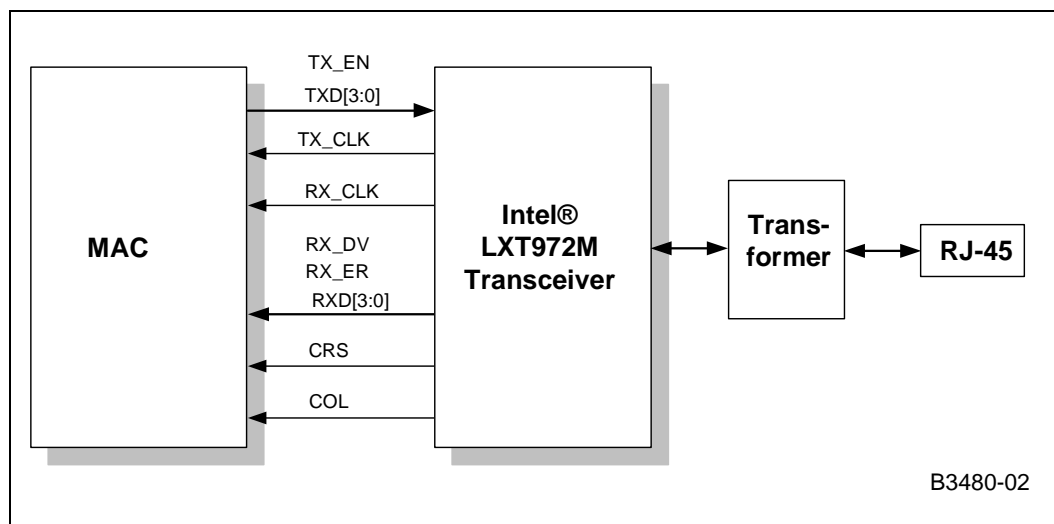 TX_EN
TXD[3:0]
TX_CLK
RX_CLK
RX_DV
RX_ER
RXD[3:0]
CRS
COL
MAC
Intel®
LXT972M
Transceiver
Trans-
former
RJ-45
B3480-02